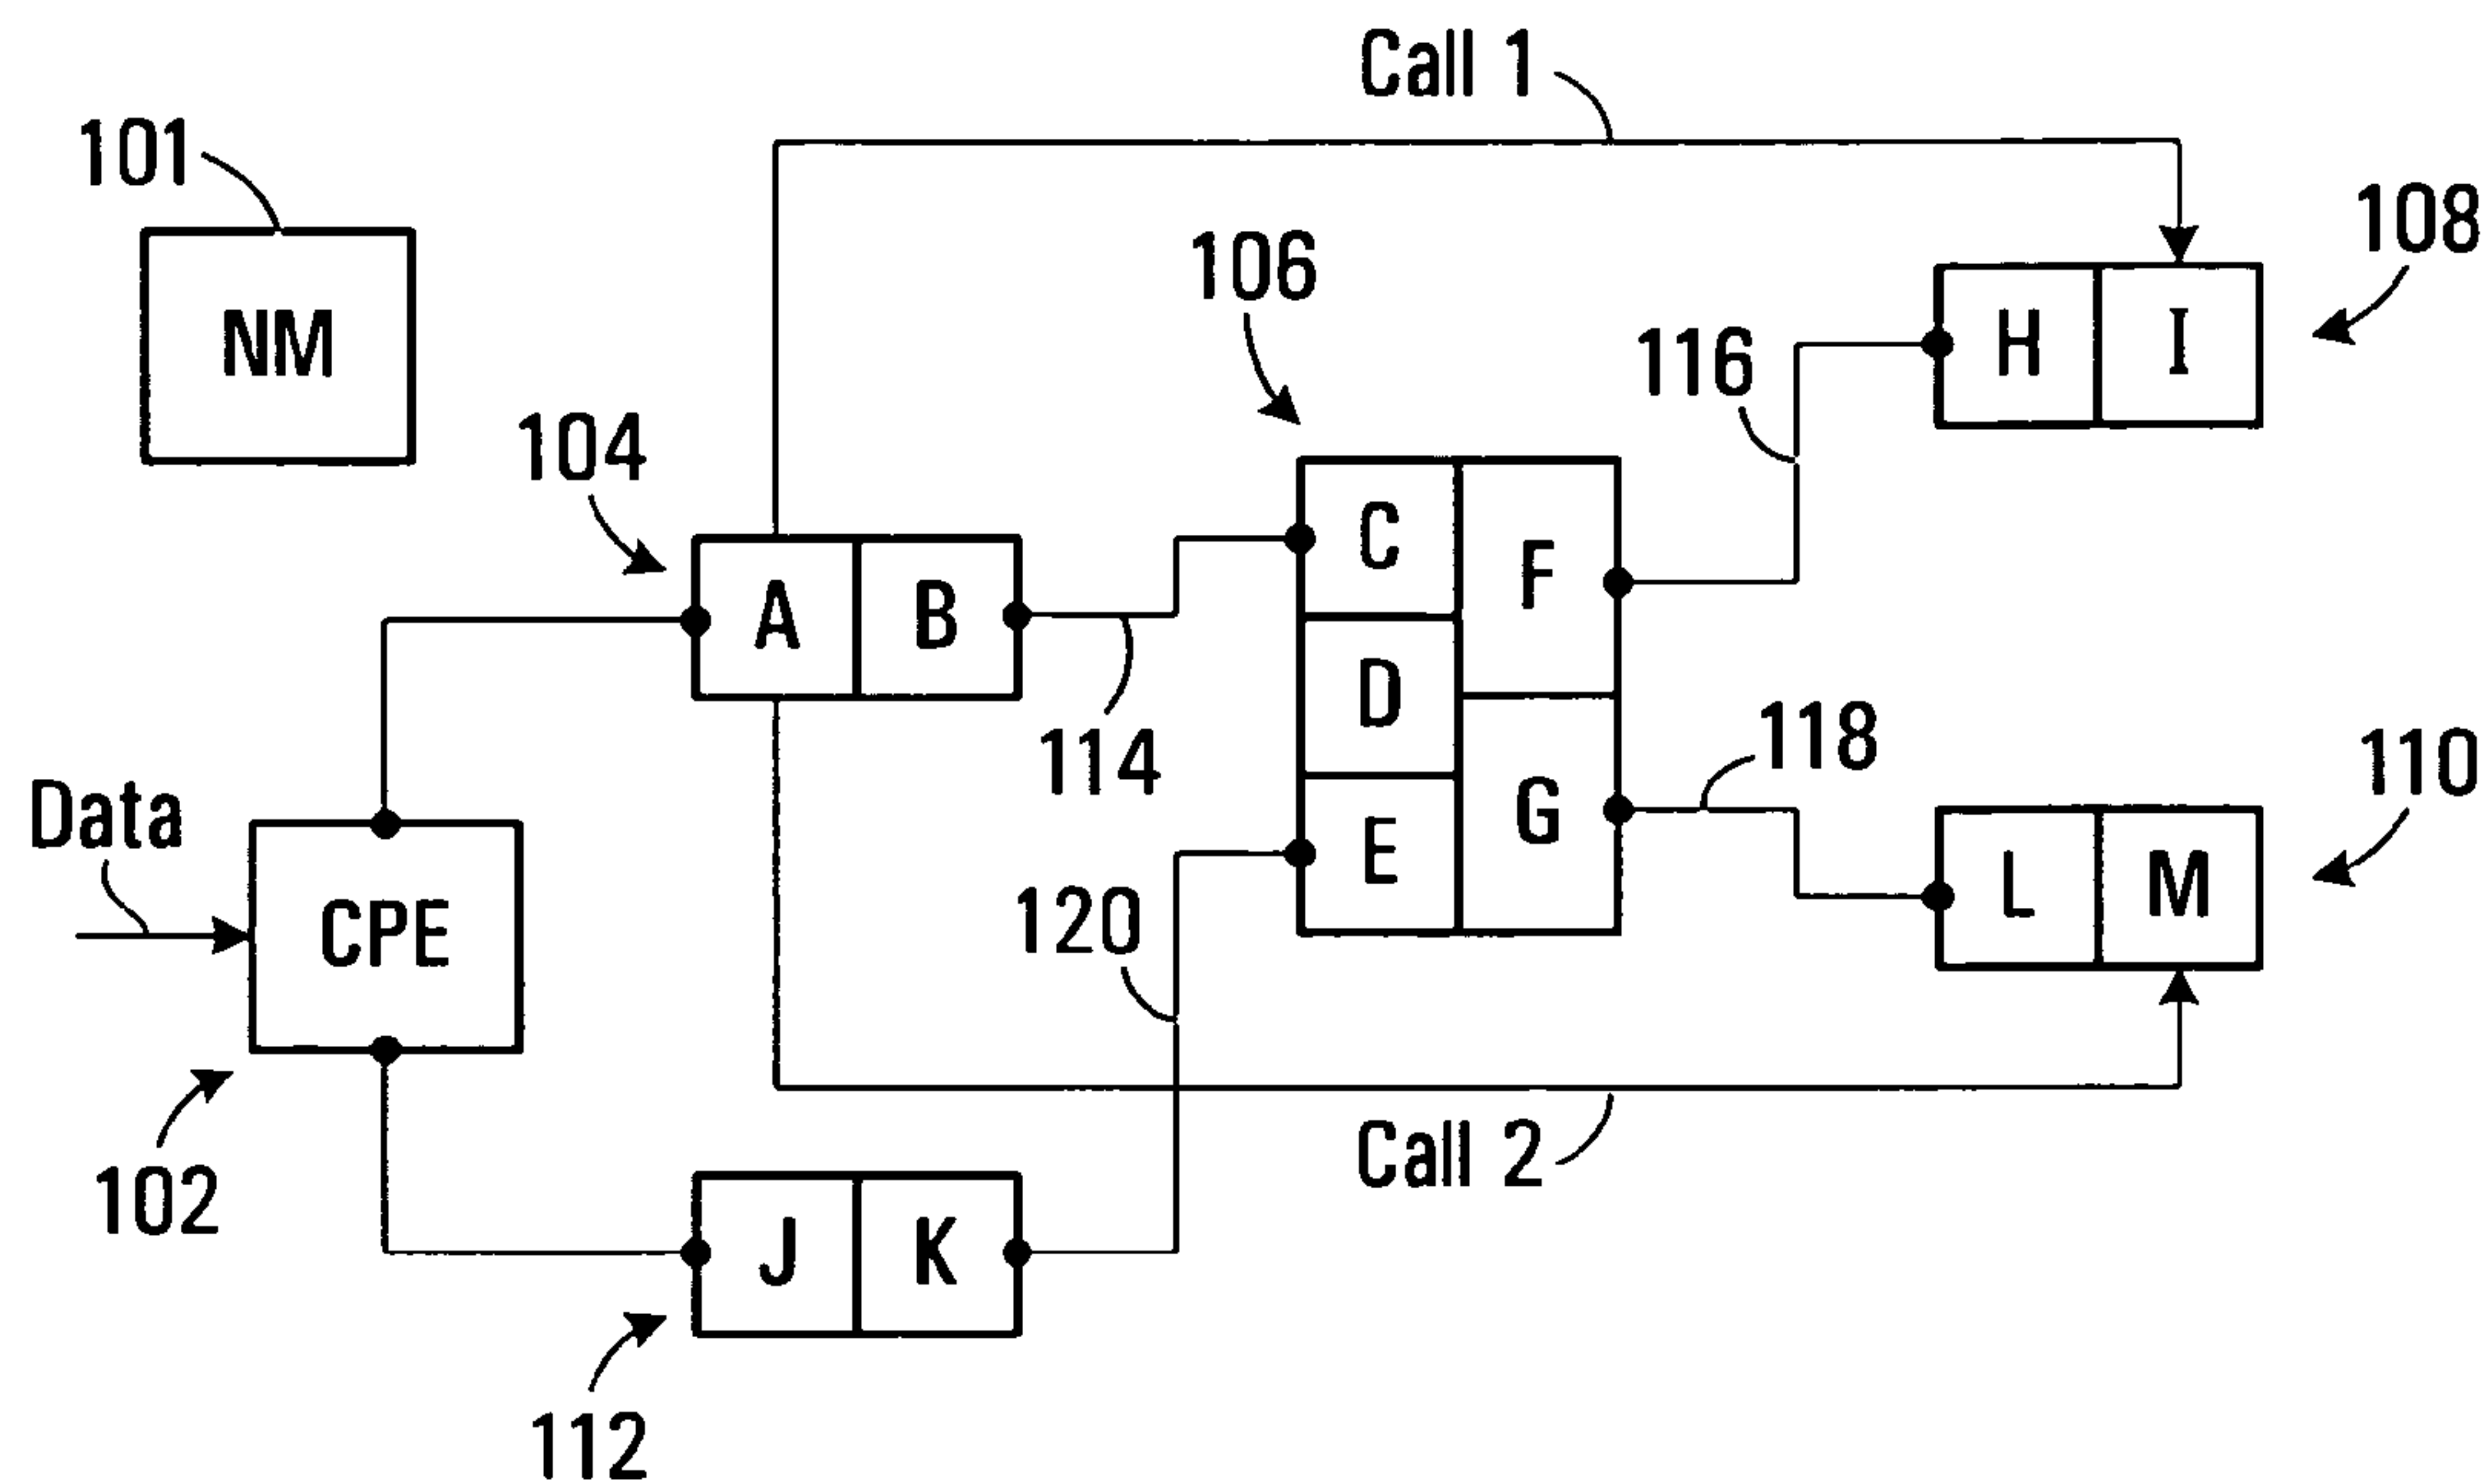 Call 1
101
108
106
NM
H I
116
104
C
F
A B
D
114
118
110
Data
G
E
L M
CPE
120
Call 2
102
J K
112